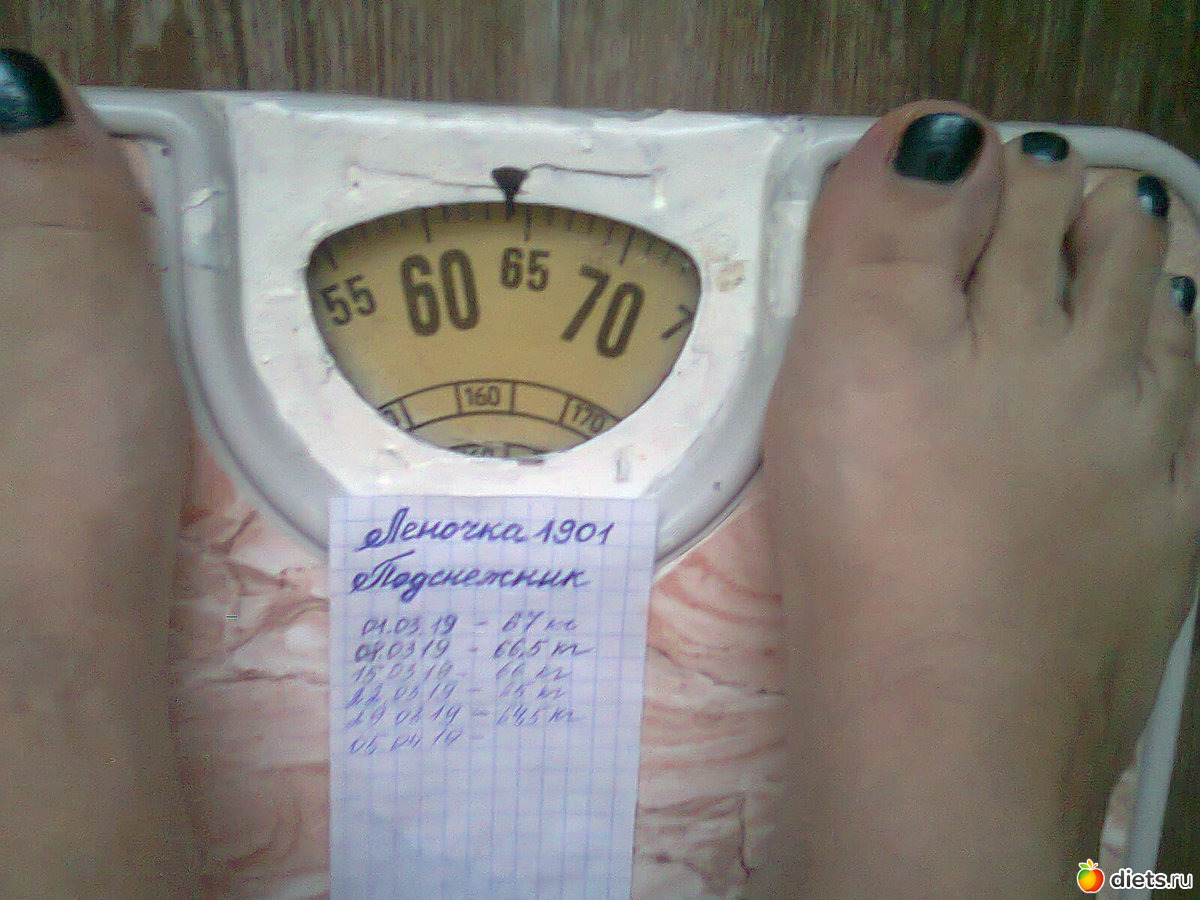 55 60 65 70 7
160 170
Леночка 1901
Подснежник
01.03.19 - 67 кг
08.03.19 - 66,5 кг
15.03.19 - 66 кг
22.03.19 - 65 кг
29.03.19 - 64,5 кг
05.04.19 -
diets.ru